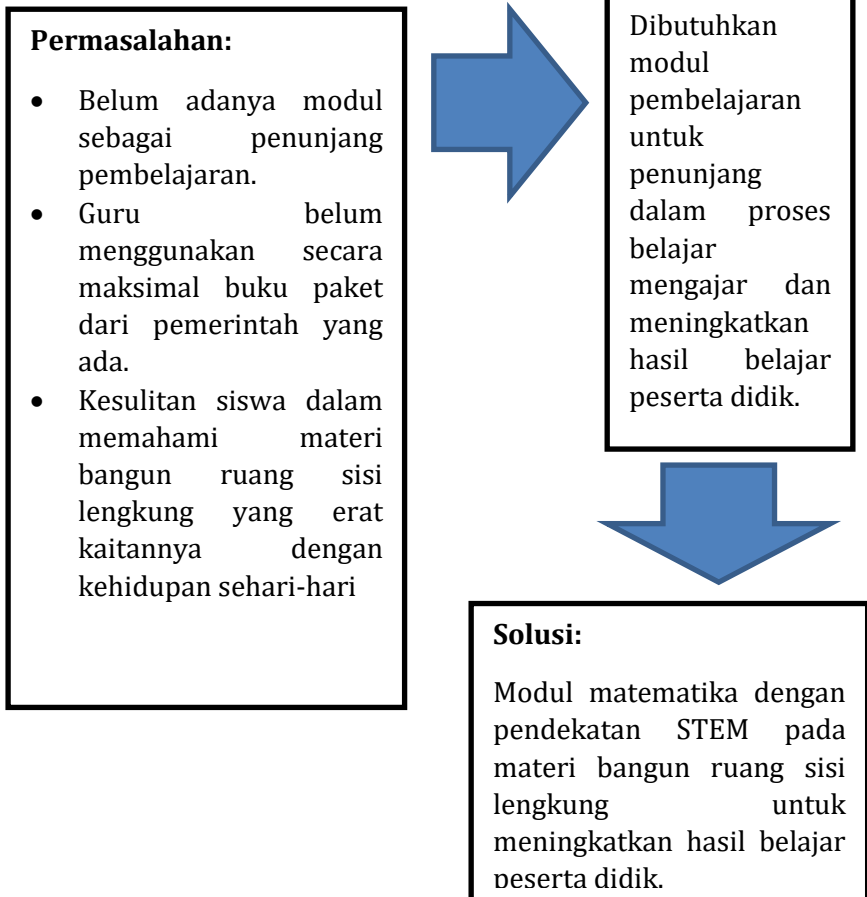 Permasalahan:
• Belum adanya modul
sebagai penunjang
pembelajaran.
• Guru belum
menggunakan secara
maksimal buku paket
dari pemerintah yang
ada.
• Kesulitan siswa dalam
memahami materi
bangun ruang sisi
lengkung yang erat
kaitannya dengan
kehidupan sehari-hari
Dibutuhkan
modul
pembelajaran
untuk
penunjang
dalam proses
belajar
mengajar dan
meningkatkan
hasil belajar
peserta didik.
Solusi:
Modul matematika dengan
pendekatan STEM pada
materi bangun ruang sisi
lengkung untuk
meningkatkan hasil belajar
peserta didik.